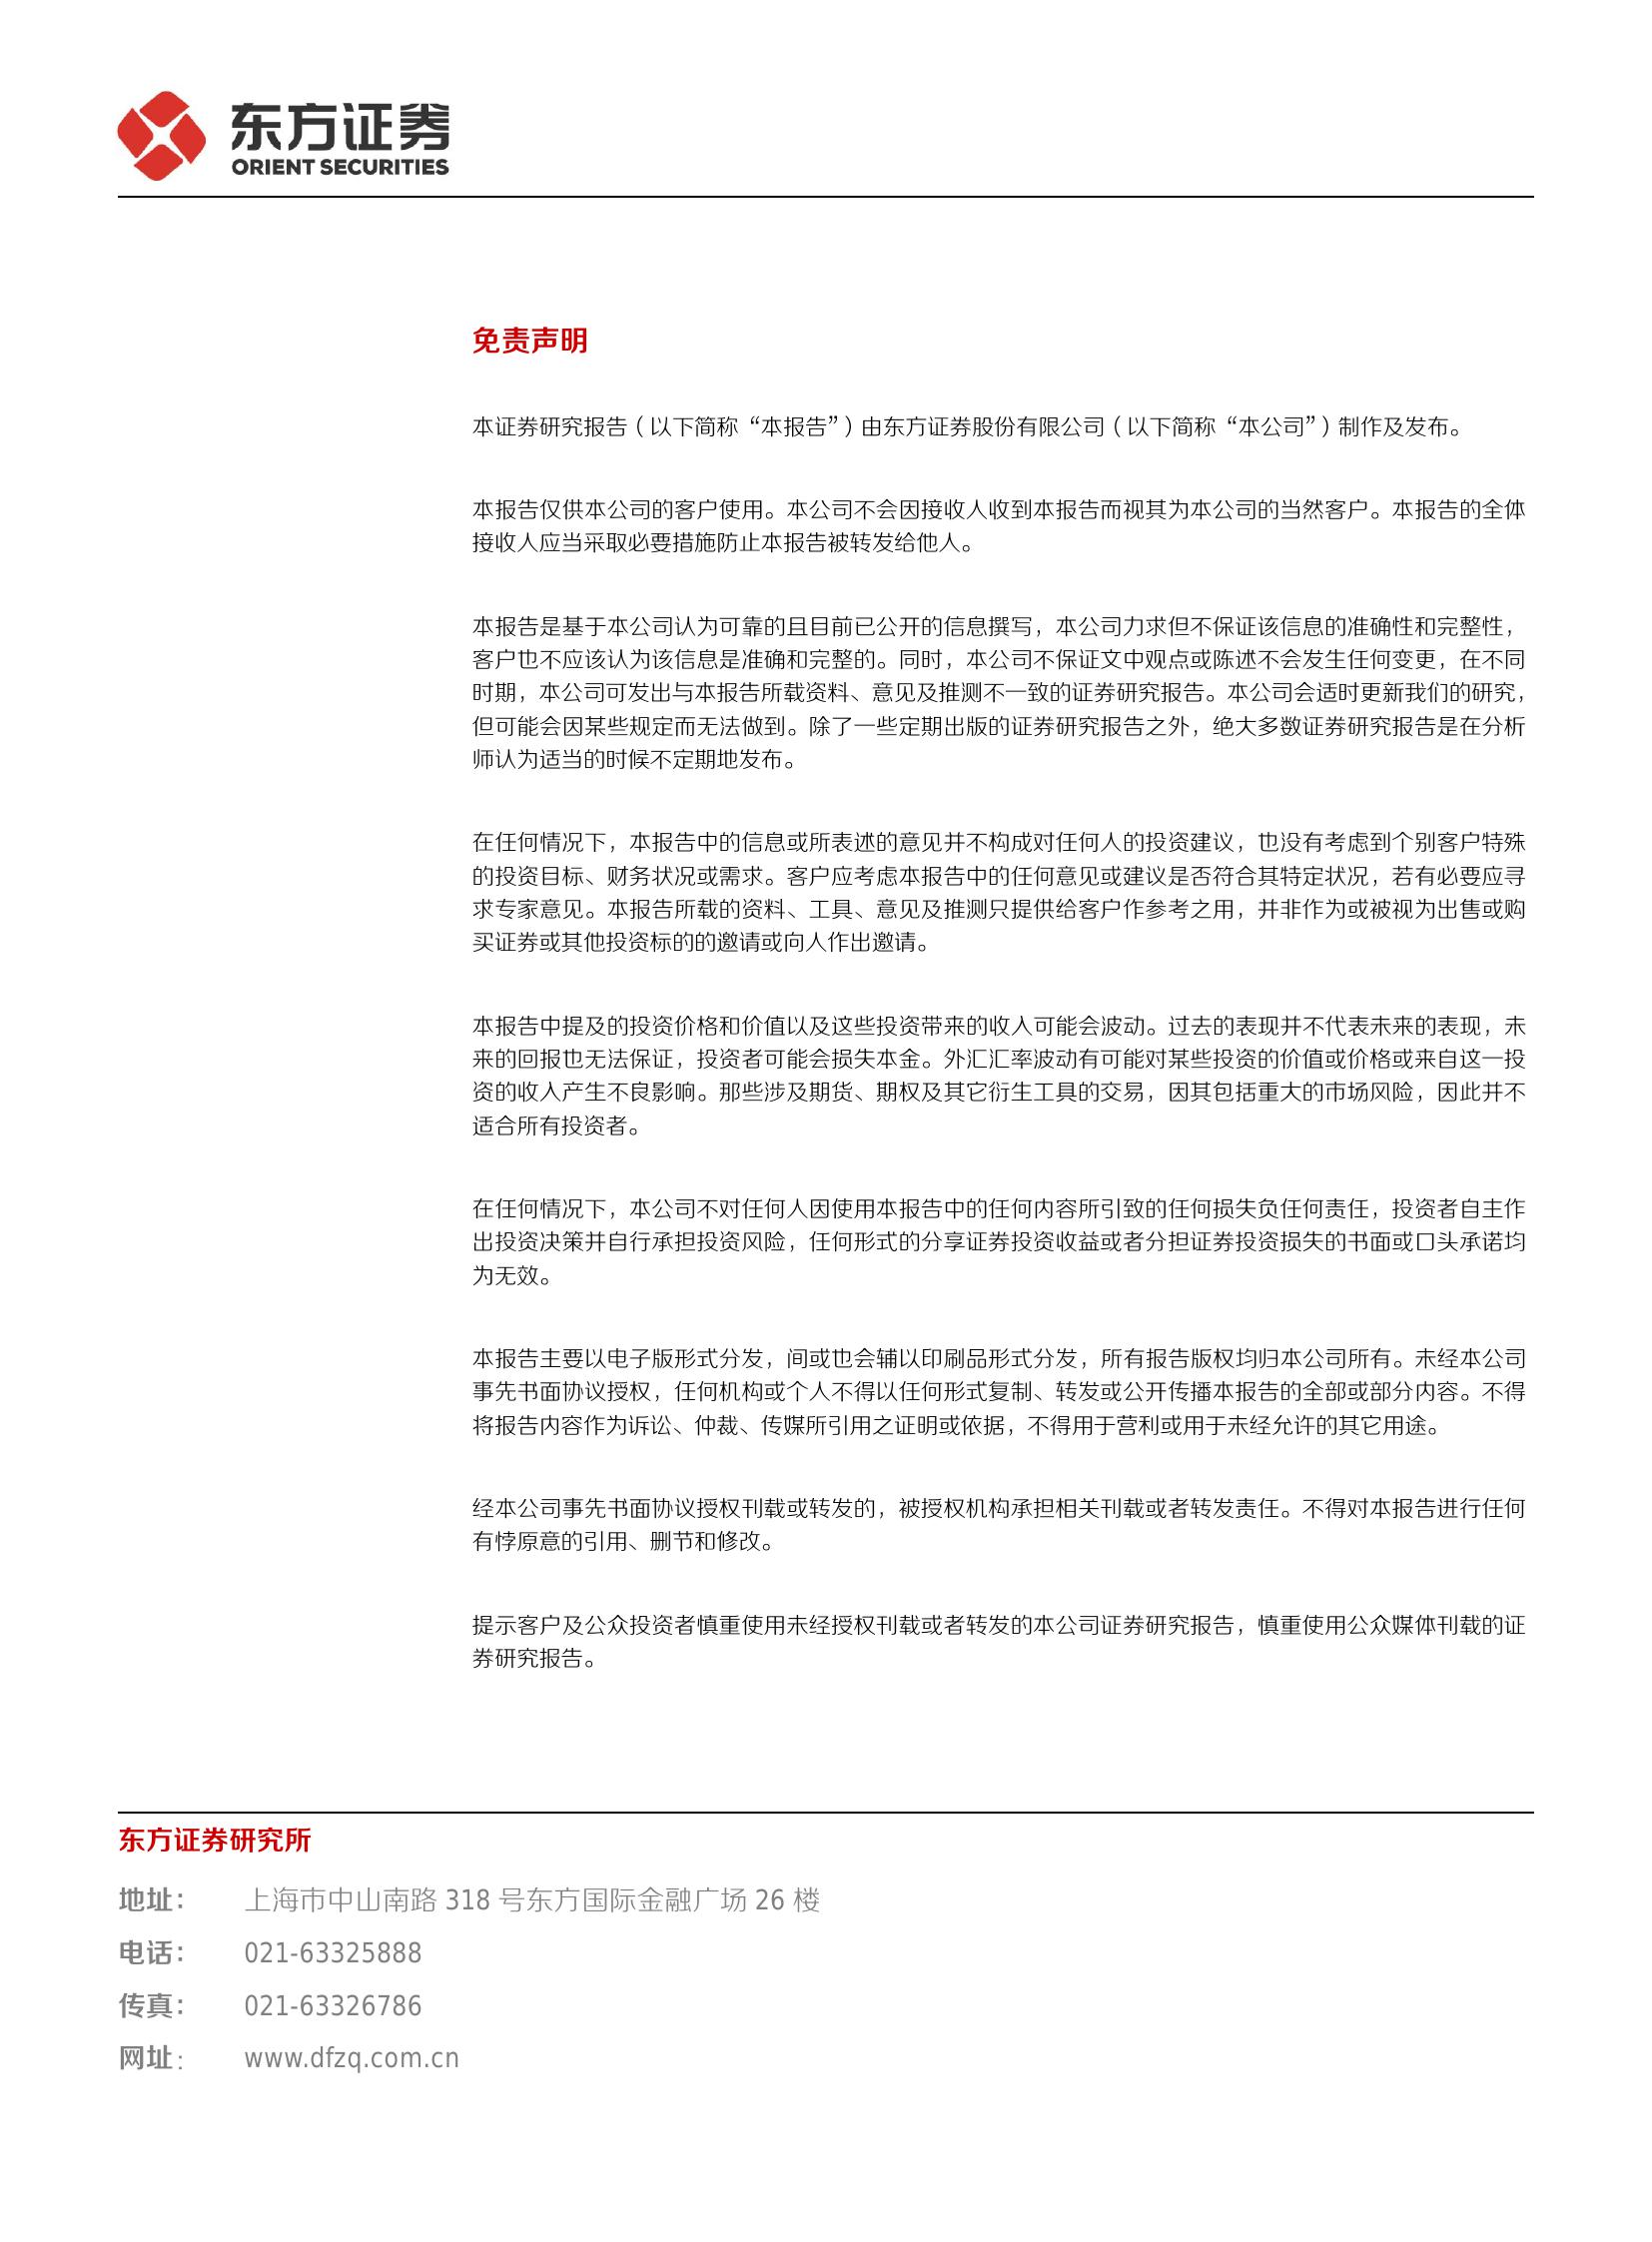 东方证券
ORIENT SECURITIES
免责声明
本证券研究报告（以下简称“本报告”）由东方证券股份有限公司（以下简称“本公司”）制作及发布。
本报告仅供本公司的客户使用。本公司不会因接收人收到本报告而视其为本公司的当然客户。本报告的全体
接收人应当采取必要措施防止本报告被转发给他人。
本报告是基于本公司认为可靠的且目前已公开的信息撰写，本公司力求但不保证该信息的准确性和完整性，
客户也不应该认为该信息是准确和完整的。同时，本公司不保证文中观点或陈述不会发生任何变更，在不同
时期，本公司可发出与本报告所载资料、意见及推测不一致的证券研究报告。本公司会适时更新我们的研究，
但可能会因某些规定而无法做到。除了一些定期出版的证券研究报告之外，绝大多数证券研究报告是在分析
师认为适当的时候不定期地发布。
在任何情况下，本报告中的信息或所表述的意见并不构成对任何人的投资建议，也没有考虑到个别客户特殊
的投资目标、财务状况或需求。客户应考虑本报告中的任何意见或建议是否符合其特定状况，若有必要应寻
求专家意见。本报告所载的资料、工具、意见及推测只提供给客户作参考之用，并非作为或被视为出售或购
买证券或其他投资标的的邀请或向人作出邀请。
本报告中提及的投资价格和价值以及这些投资带来的收入可能会波动。过去的表现并不代表未来的表现，未
来的回报也无法保证，投资者可能会损失本金。外汇汇率波动有可能对某些投资的价值或价格或来自这一投
资的收入产生不良影响。那些涉及期货、期权及其它衍生工具的交易，因其包括重大的市场风险，因此并不
适合所有投资者。
在任何情况下，本公司不对任何人因使用本报告中的任何内容所引致的任何损失负任何责任，投资者自主作
出投资决策并自行承担投资风险，任何形式的分享证券投资收益或者分担证券投资损失的书面或口头承诺均
为无效。
本报告主要以电子版形式分发，间或也会辅以印刷品形式分发，所有报告版权均归本公司所有。未经本公司
事先书面协议授权，任何机构或个人不得以任何形式复制、转发或公开传播本报告的全部或部分内容。不得
将报告内容作为诉讼、仲裁、传媒所引用之证明或依据，不得用于营利或用于未经允许的其它用途。
经本公司事先书面协议授权刊载或转发的，被授权机构承担相关刊载或者转发责任。不得对本报告进行任何
有悖原意的引用、删节和修改。
提示客户及公众投资者慎重使用未经授权刊载或者转发的本公司证券研究报告，慎重使用公众媒体刊载的证
券研究报告。
东方证券研究所
地址： 上海市中山南路 318 号东方国际金融广场 26 楼
电话： 021-63325888
传真： 021-63326786
网址： www.dfzq.com.cn